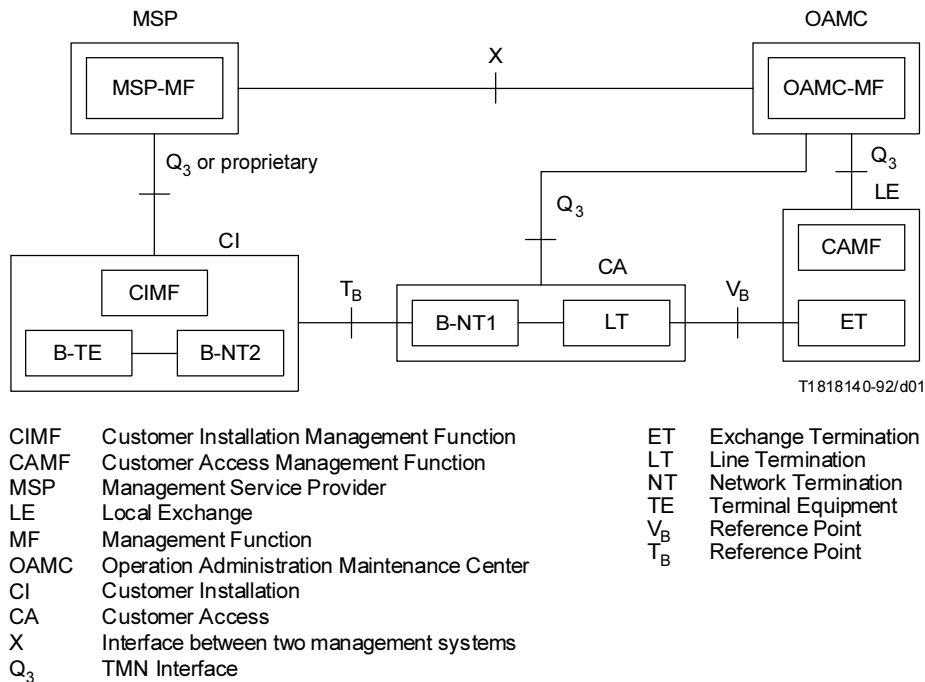 MSP
OAMC
X
MSP-MF
OAMC-MF
Q3 or proprietary
Q3
LE
Q3
CI
CA
CAMF
CIMF
TB
VB
B-TE
B-NT2
B-NT1
LT
ET
T1818140-92/d01
CIMF Customer Installation Management Function
CAMF Customer Access Management Function
MSP Management Service Provider
LE Local Exchange
MF Management Function
OAMC Operation Administration Maintenance Center
CI Customer Installation
CA Customer Access
X Interface between two management systems
Q3 TMN Interface
ET Exchange Termination
LT Line Termination
NT Network Termination
TE Terminal Equipment
VB Reference Point
TB Reference Point